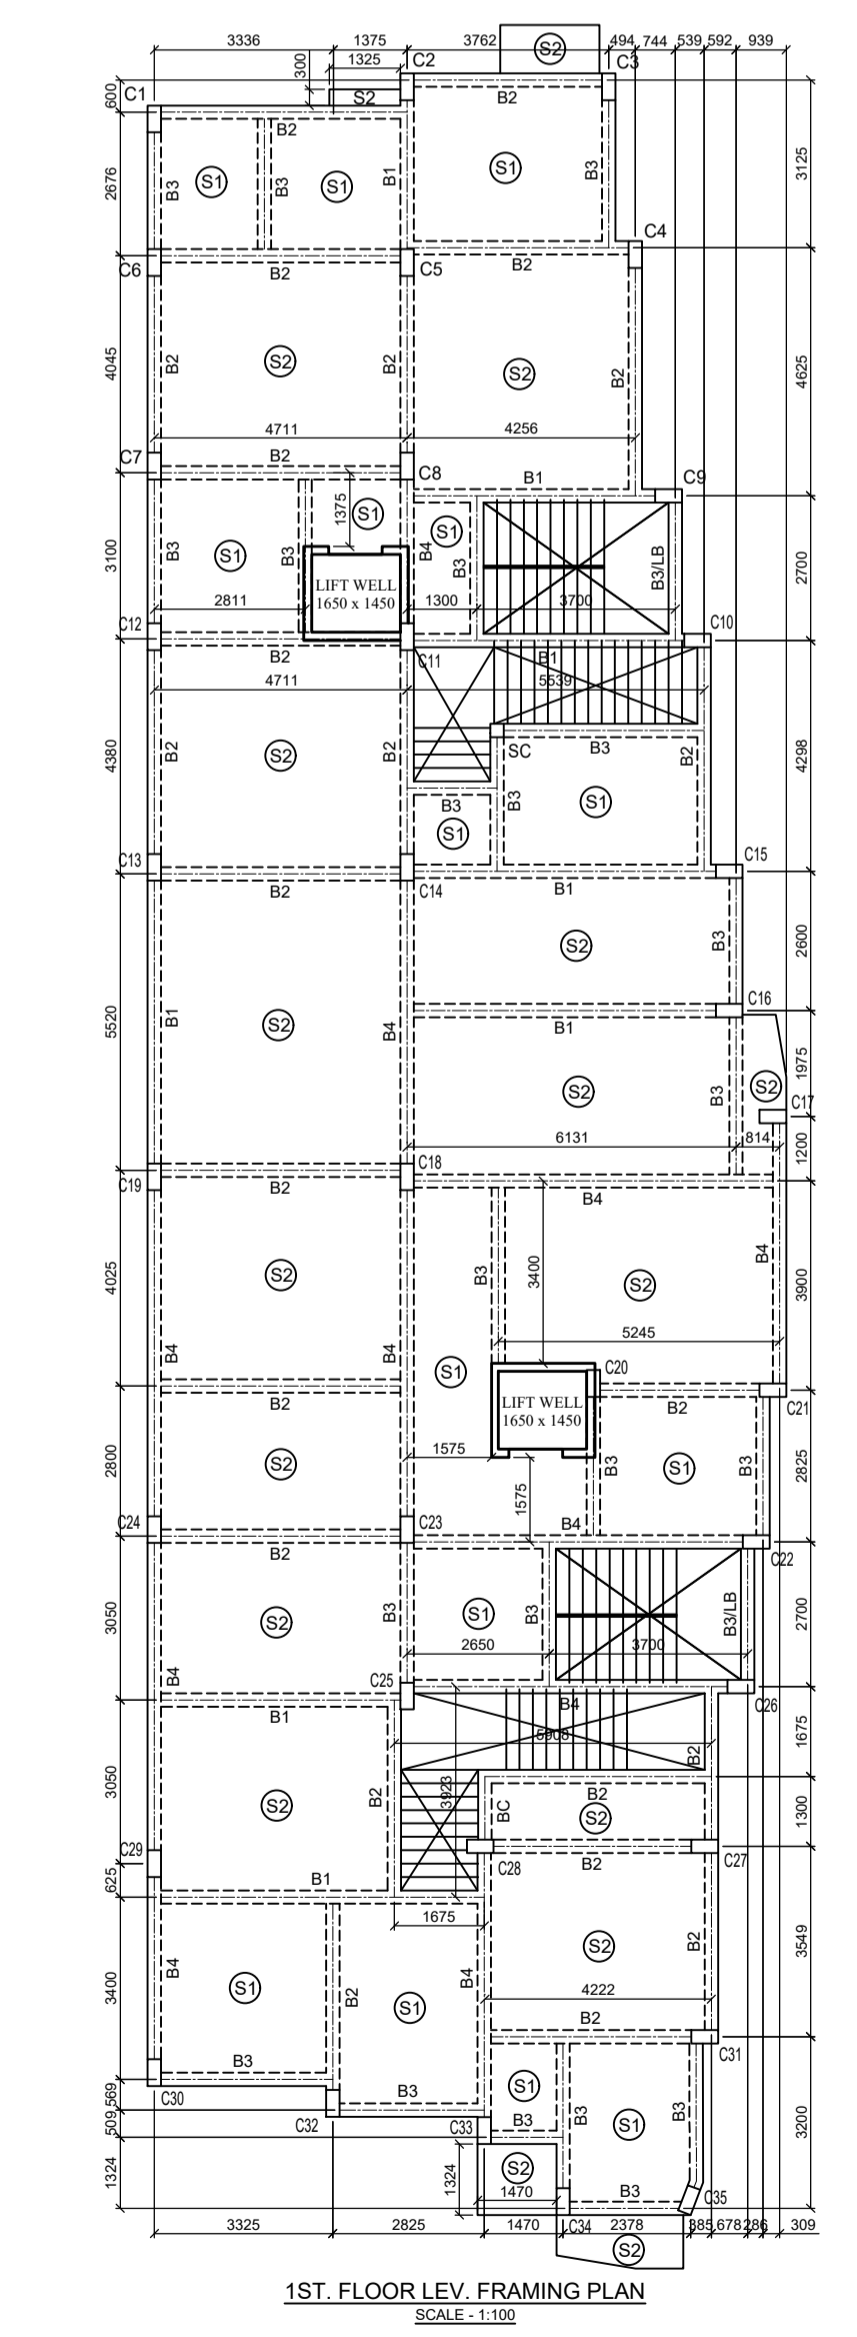 3336 1375 3762 494 744 539 592 939
S2
1325
300
C2
C3
C1
S2
600
B2
B2
S1
S1
S1
B3
B3
B1
B3
2676
3125
C4
C6
C5
B2
B2
S2
S2
B2
B2
B2
4045
4625
4711
4256
C7
B2
C8
B1
C9
1375
S1
S1
S1
B3
B3
B4
B3
B3/LB
3100
2700
LIFT WELL
1650 x 1450
2811
1300
3700
C12
C10
B2
C11
B1
4711
5539
B2
B2
S2
SC
B3
B2
4380
4298
B3
S1
B3
S1
C13
C15
B2
C14
B1
S2
B3
2600
C16
B1
B1
B4
S2
5520
S2
B3
1975
S2
C17
6131
814
1200
C18
C19
B2
B4
B4
B3
3400
S2
S2
4025
3900
5245
B4
B4
S1
C20
B2
B2
C21
LIFT WELL
1650 x 1450
S2
B3
S1
B3
2800
2825
1575
1575
C24
C23
B4
B2
C22
S2
S1
B3
B3
B3/LB
3050
2700
2650
3700
B4
C25
C26
B1
B4
5908
B2
1675
3923
3050
S2
B2
BC
B2
S2
1300
C29
C28
B2
C27
B1
625
1675
B4
S1
B2
S1
B4
S2
B2
3400
3549
4222
B2
B3
B3
C31
569
C30
S1
B3
B3
S1
B3
509
C32
C33
1324
1324
S2
3200
1470
B3
C35
3325 2825 1470 C34 2378 385 678 286 309
S2
1ST. FLOOR LEV. FRAMING PLAN
SCALE - 1:100